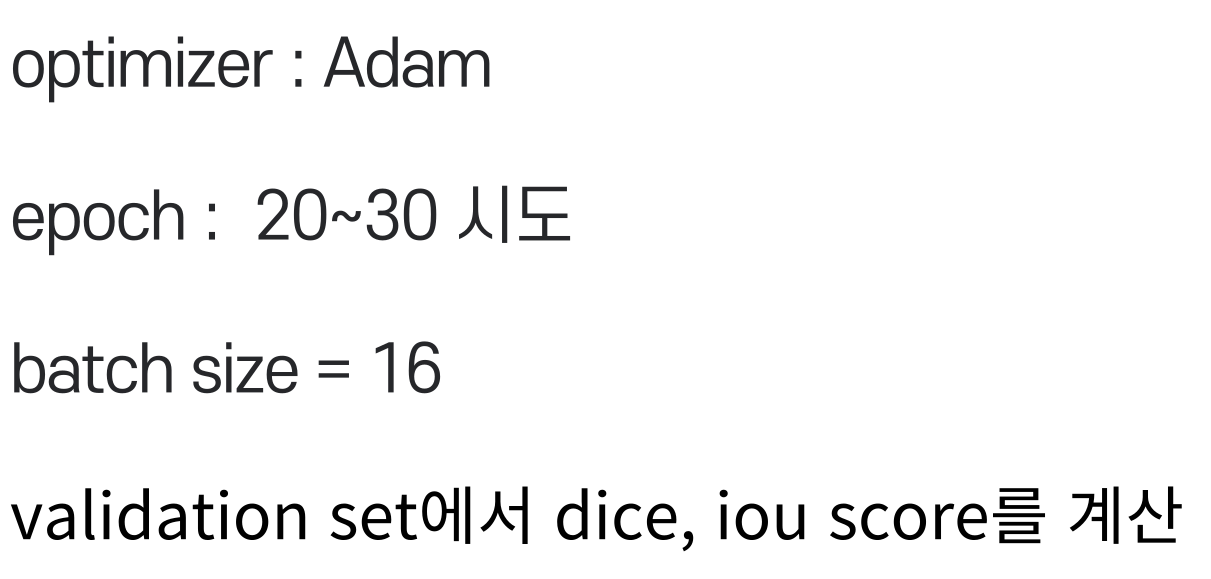 optimizer : Adam
epoch :  20~30 시도
batch size = 16
validation set에서 dice, iou score를 계산